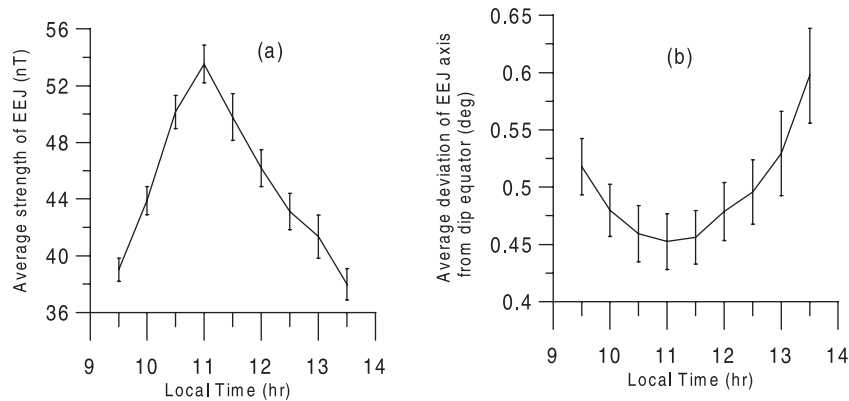 Average strength of EEJ (nT)
56
52
48
44
40
36
(a)
9 10 11 12 13 14
Local Time (hr)
Average deviation of EEJ axis
from dip equator (deg)
0.65
0.6
0.55
0.5
0.45
0.4
(b)
9 10 11 12 13 14
Local Time (hr)